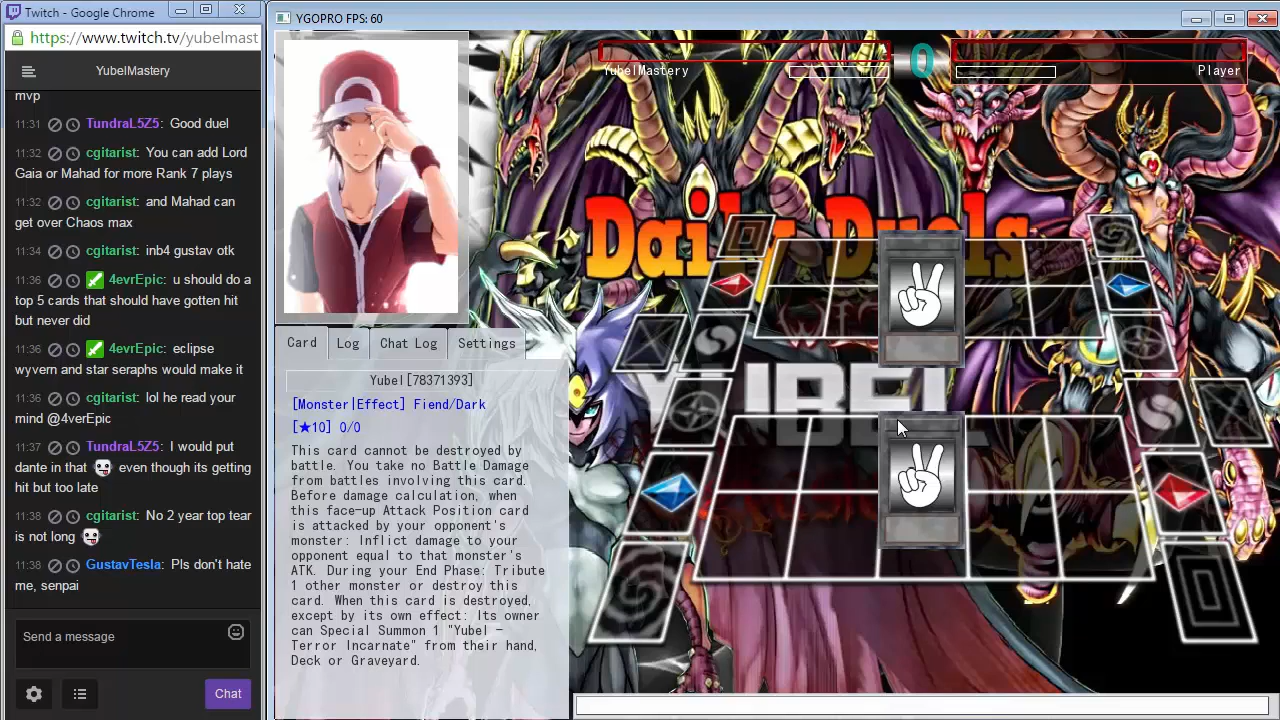 Twitch - Google Chrome
https://www.twitch.tv/yubelmast
YubelMastery
mvp
11:31 TundraL5Z5: Good duel
11:32 cgitarist: You can add Lord
Gaia or Mahad for more Rank 7 plays
11:32 cgitarist: and Mahad can
get over Chaos max
11:34 cgitarist: inb4 gustav otk
11:36 4evrEpic: u should do a
top 5 cards that should have gotten hit
but never did
11:36 4evrEpic: eclipse
wyvern and star seraphs would make it
11:36 cgitarist: lol he read your
mind @4verEpic
11:37 TundraL5Z5: I would put
dante in that even though its getting
hit but too late
11:38 cgitarist: No 2 year top tear
is not long
11:38 GustavTesla: Pls don't hate
me, senpai
Send a message
Chat
YGOPRO FPS: 60
YubelMastery
0
Player
Daily Duels
YUBEL
Card
Log
Chat Log
Settings
Yubel[78371393]
[Monster|Effect] Fiend/Dark
[★10] 0/0
This card cannot be destroyed by
battle. You take no Battle Damage
from battles involving this card.
Before damage calculation, when
this face-up Attack Position card
is attacked by your opponent's
monster: Inflict damage to your
opponent equal to that monster's
ATK. During your End Phase: Tribute
1 other monster or destroy this
card. When this card is destroyed,
except by its own effect: Its owner
can Special Summon 1 "Yubel -
Terror Incarnate" from their hand,
Deck or Graveyard.